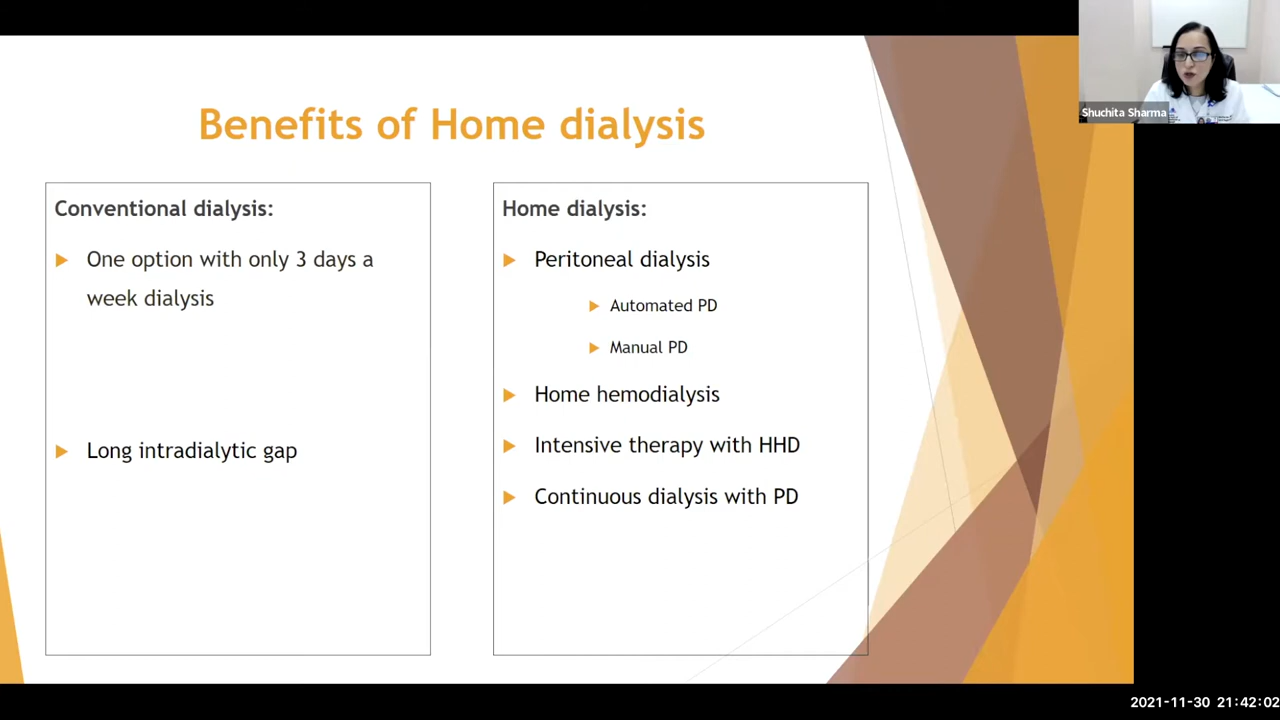 Benefits of Home dialysis
Conventional dialysis:
One option with only 3 days a
week dialysis
Long intradialytic gap
Home dialysis:
Peritoneal dialysis
Automated PD
Manual PD
Home hemodialysis
Intensive therapy with HHD
Continuous dialysis with PD
Shuchita Sharma
2021-11-30 21:42:02